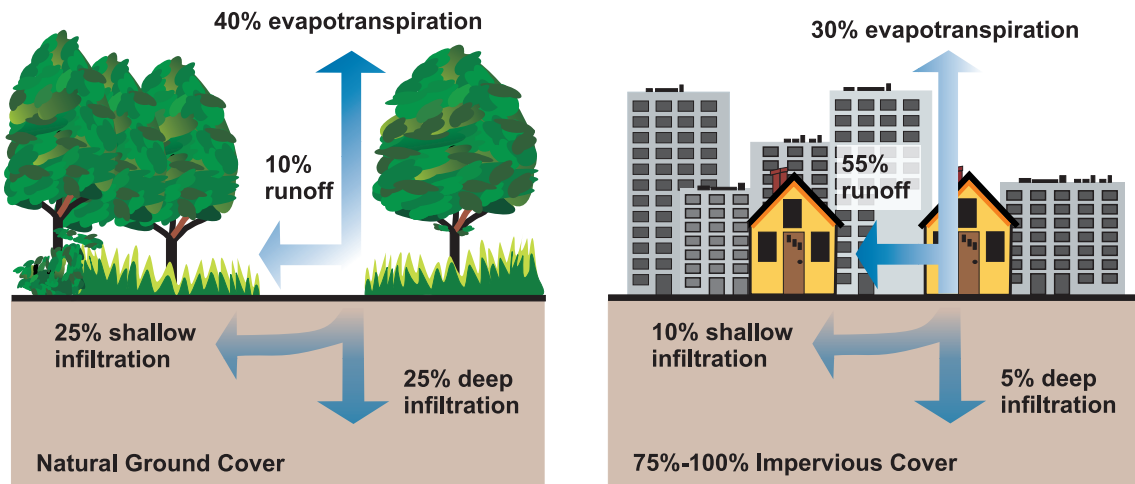 40% evapotranspiration
10%
runoff
25% shallow
infiltration
25% deep
infiltration
Natural Ground Cover
30% evapotranspiration
55%
runoff
10% shallow
infiltration
5% deep
infiltration
75%-100% Impervious Cover